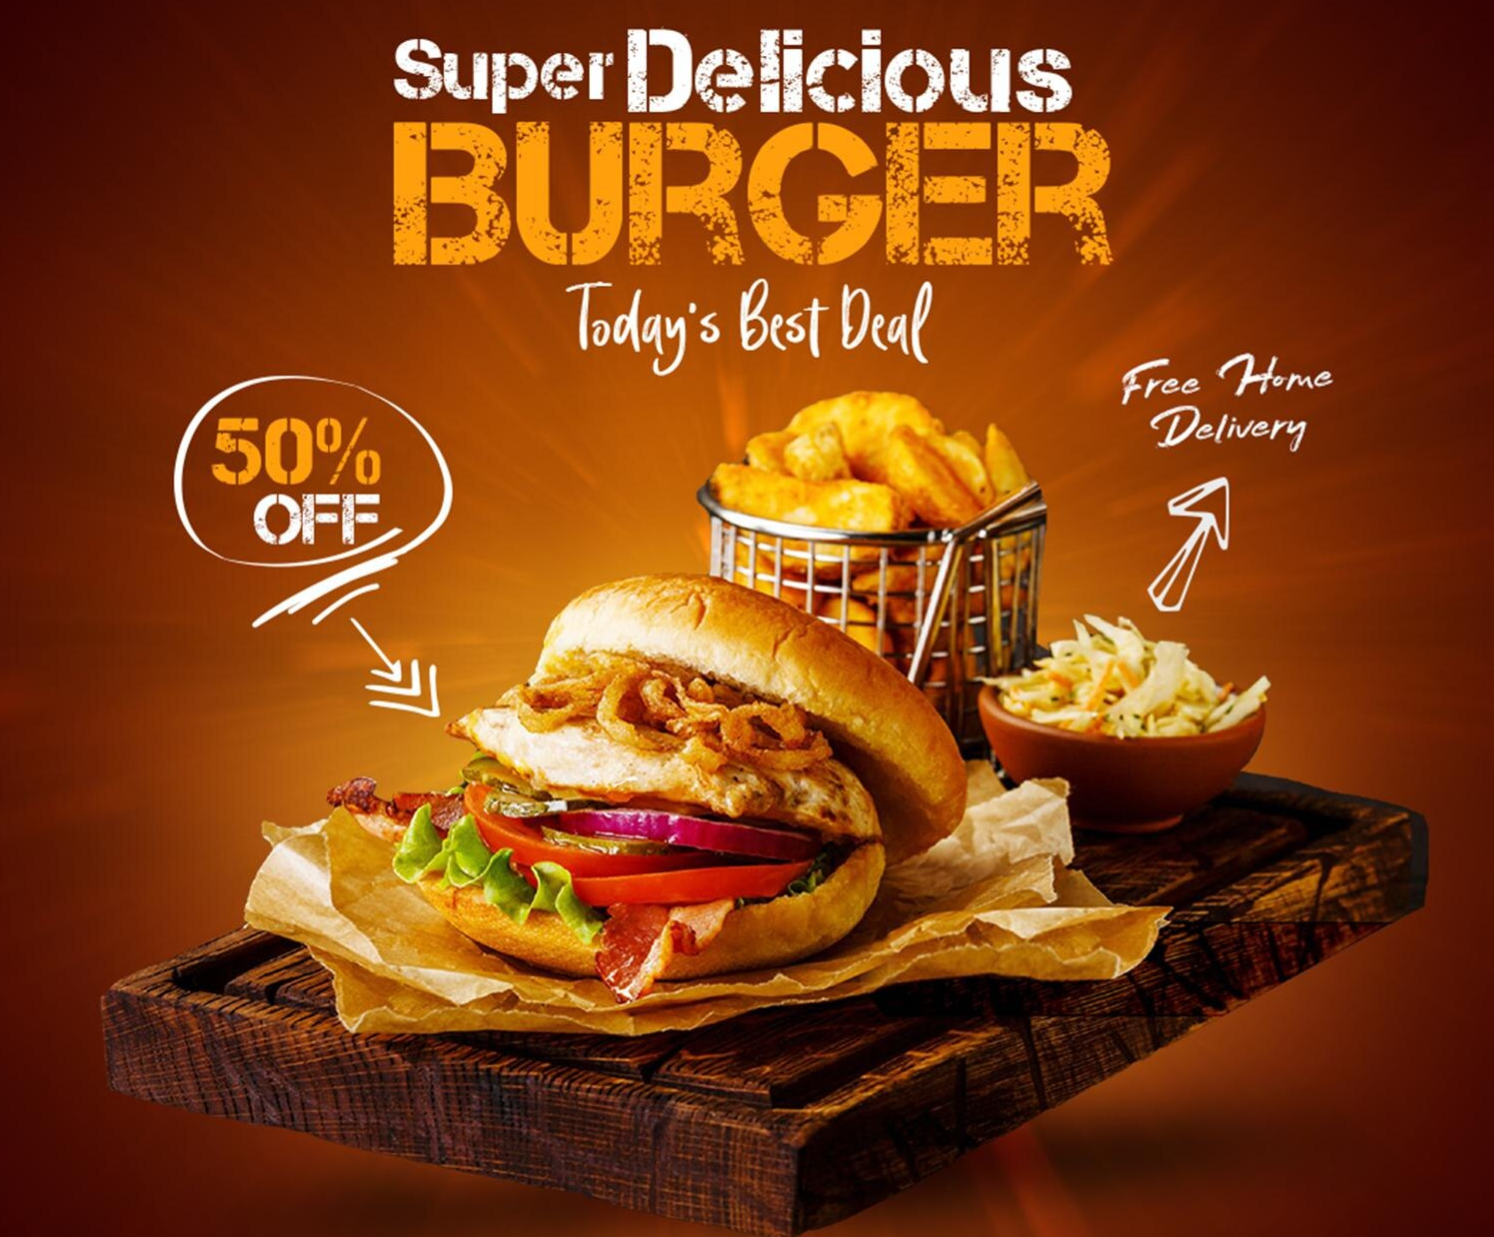 Super Delicious
BURGER
Today's Best Deal
50%
OFF
Free Home
Delivery